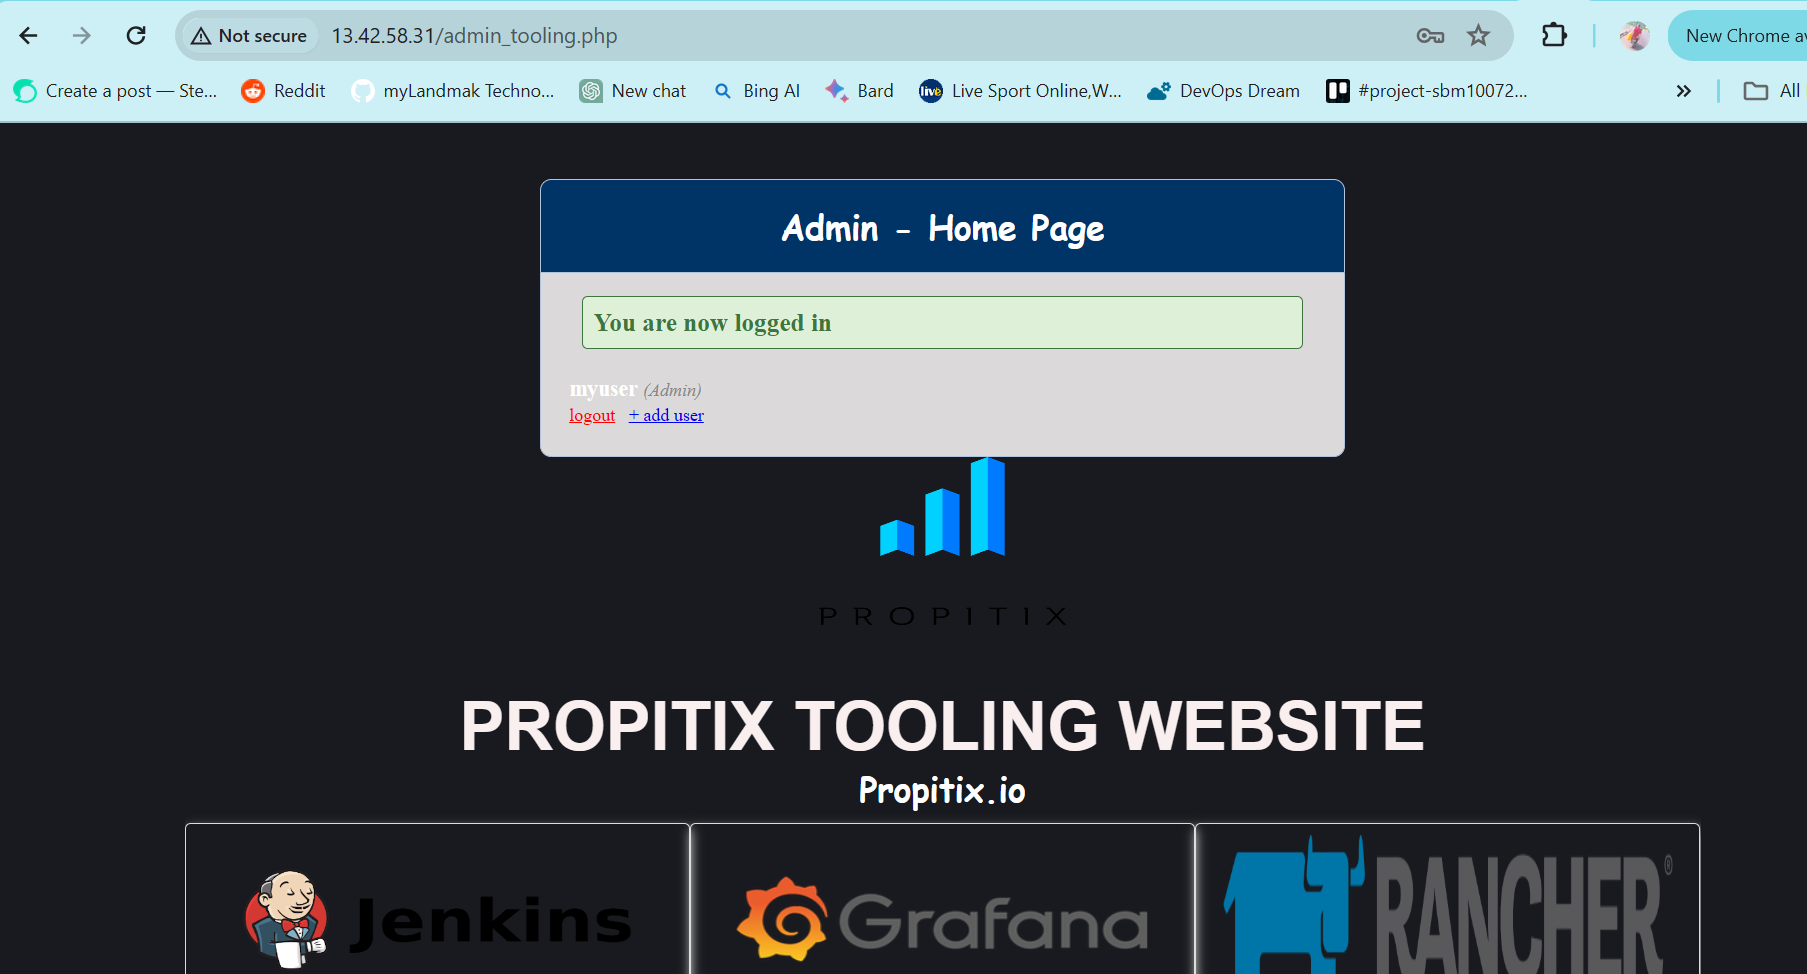 Not secure 13.42.58.31/admin_tooling.php New Chrome av
Create a post — Ste... Reddit myLandmak Techno... New chat Bing AI Bard live Live Sport Online,W... DevOps Dream #project-sbm10072... » All
Admin - Home Page
You are now logged in
myuser (Admin)
logout + add user
PROPITIX
PROPITIX TOOLING WEBSITE
Propitix.io
Jenkins Grafana RANCHER®